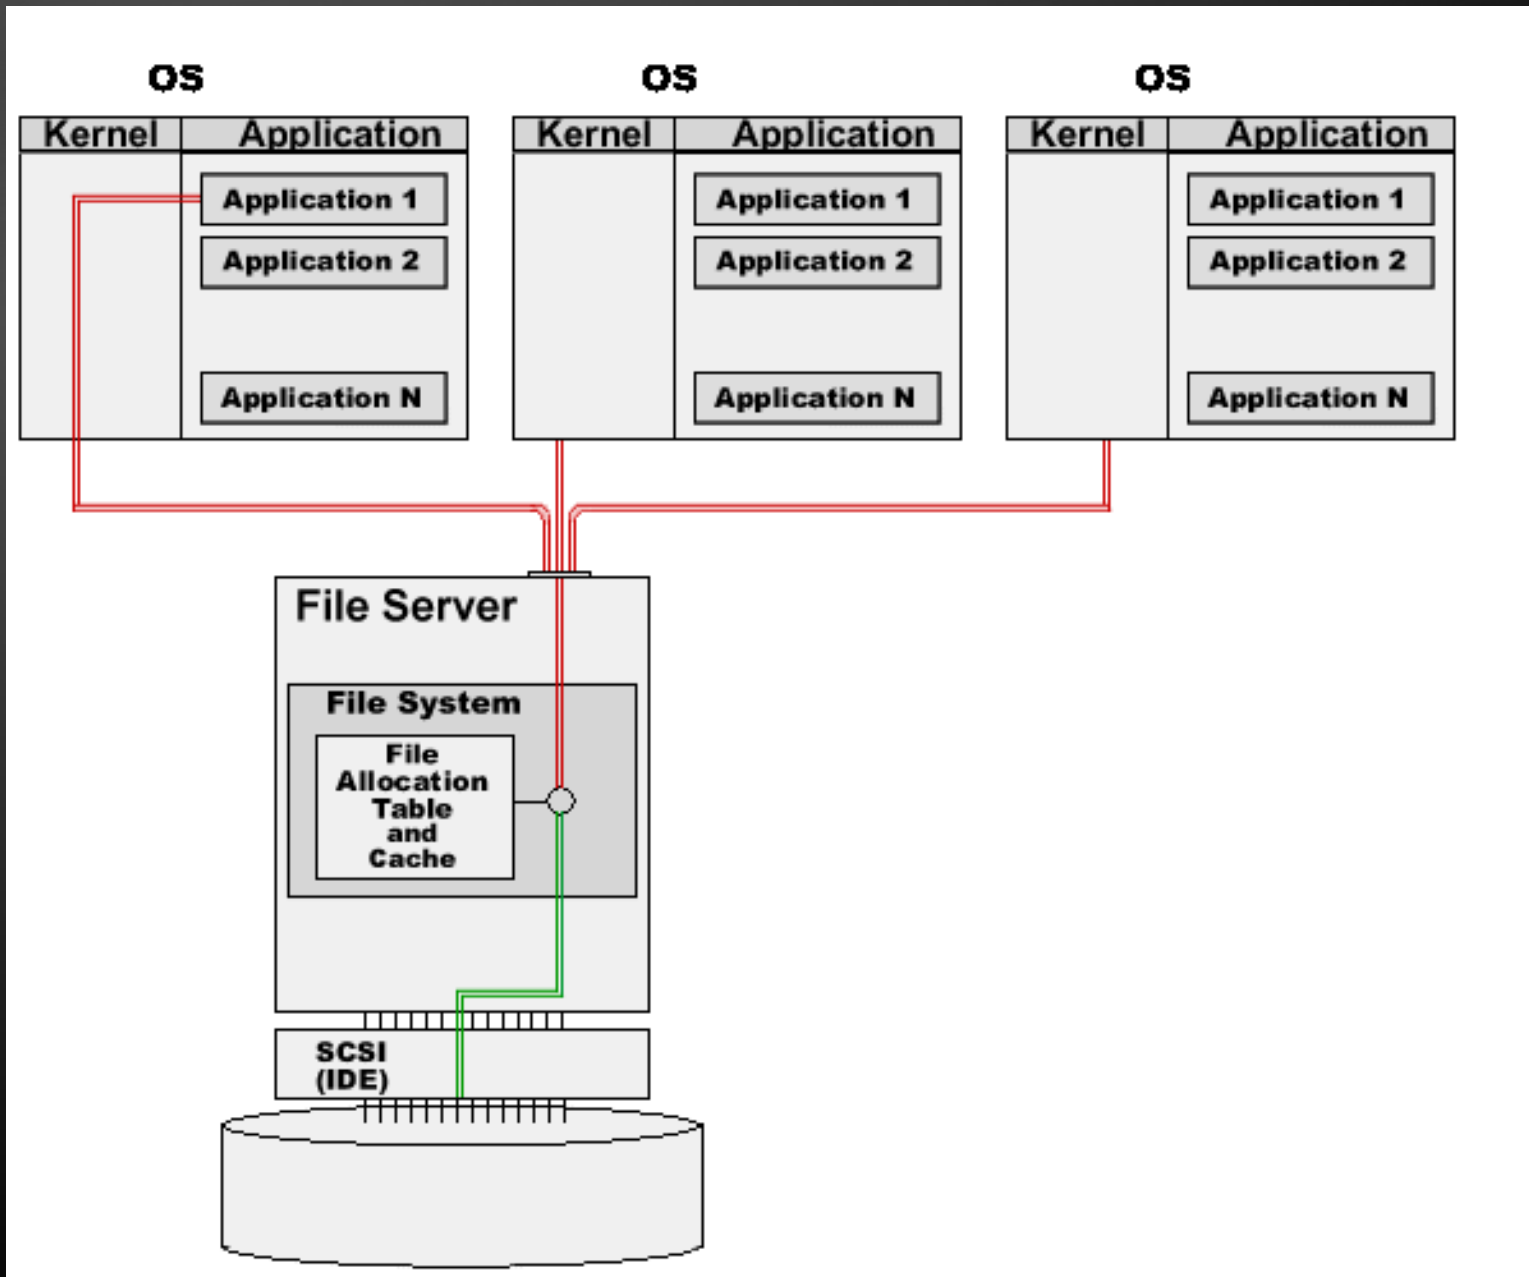 OS
OS
OS
Kernel
Application
Kernel
Application
Kernel
Application
Application 1
Application 1
Application 1
Application 2
Application 2
Application 2
Application N
Application N
Application N
File Server
File System
File
Allocation
Table
and
Cache
SCSI
(IDE)